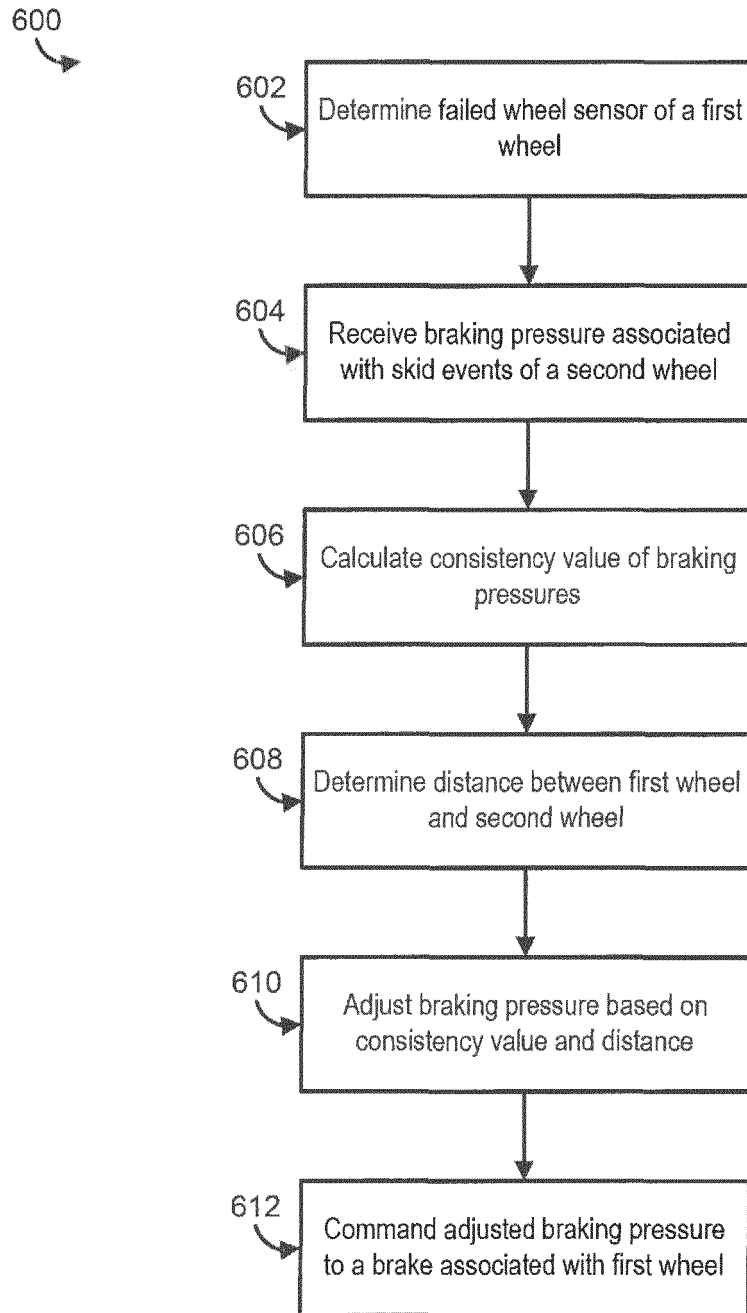 600
602
Determine failed wheel sensor of a first
wheel
604
Receive braking pressure associated
with skid events of a second wheel
606
Calculate consistency value of braking
pressures
608
Determine distance between first wheel
and second wheel
610
Adjust braking pressure based on
consistency value and distance
612
Command adjusted braking pressure
to a brake associated with first wheel